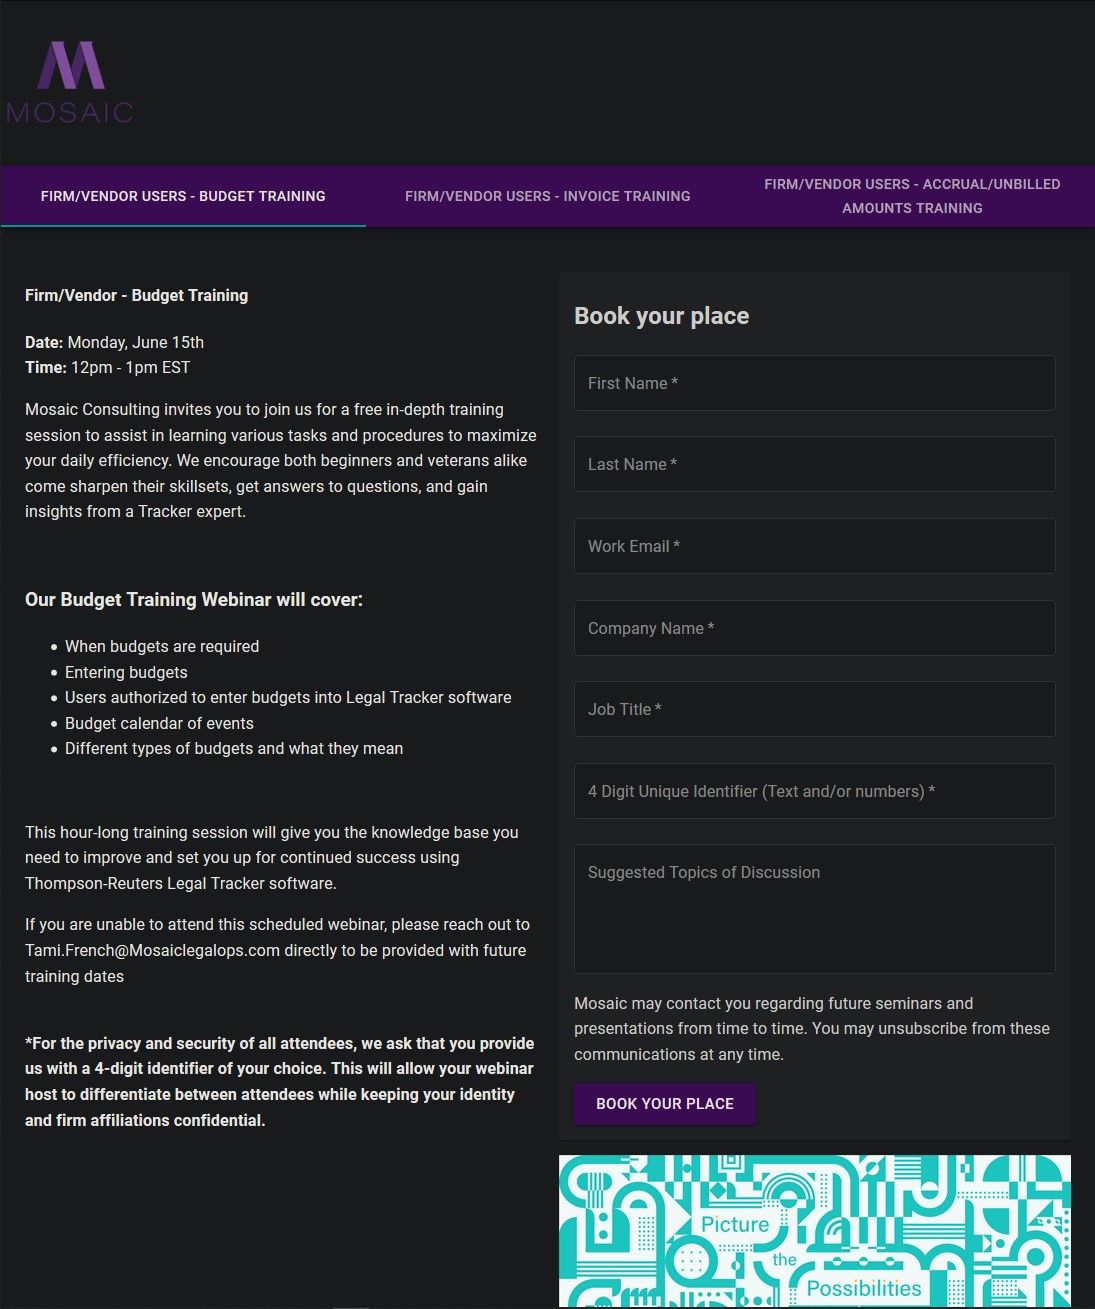 MOSAIC
FIRM/VENDOR USERS - BUDGET TRAINING
FIRM/VENDOR USERS - INVOICE TRAINING
FIRM/VENDOR USERS - ACCRUAL/UNBILLED
AMOUNTS TRAINING
Firm/Vendor - Budget Training
Date: Monday, June 15th
Time: 12pm - 1pm EST
Mosaic Consulting invites you to join us for a free in-depth training
session to assist in learning various tasks and procedures to maximize
your daily efficiency. We encourage both beginners and veterans alike
come sharpen their skillsets, get answers to questions, and gain
insights from a Tracker expert.
Our Budget Training Webinar will cover:
• When budgets are required
• Entering budgets
• Users authorized to enter budgets into Legal Tracker software
• Budget calendar of events
• Different types of budgets and what they mean
This hour-long training session will give you the knowledge base you
need to improve and set you up for continued success using
Thompson-Reuters Legal Tracker software.
If you are unable to attend this scheduled webinar, please reach out to
Tami.French@Mosaiclegalops.com directly to be provided with future
training dates
*For the privacy and security of all attendees, we ask that you provide
us with a 4-digit identifier of your choice. This will allow your webinar
host to differentiate between attendees while keeping your identity
and firm affiliations confidential.
Book your place
First Name *
Last Name *
Work Email *
Company Name *
Job Title *
4 Digit Unique Identifier (Text and/or numbers) *
Suggested Topics of Discussion
Mosaic may contact you regarding future seminars and
presentations from time to time. You may unsubscribe from these
communications at any time.
BOOK YOUR PLACE
Picture
the
Possibilities